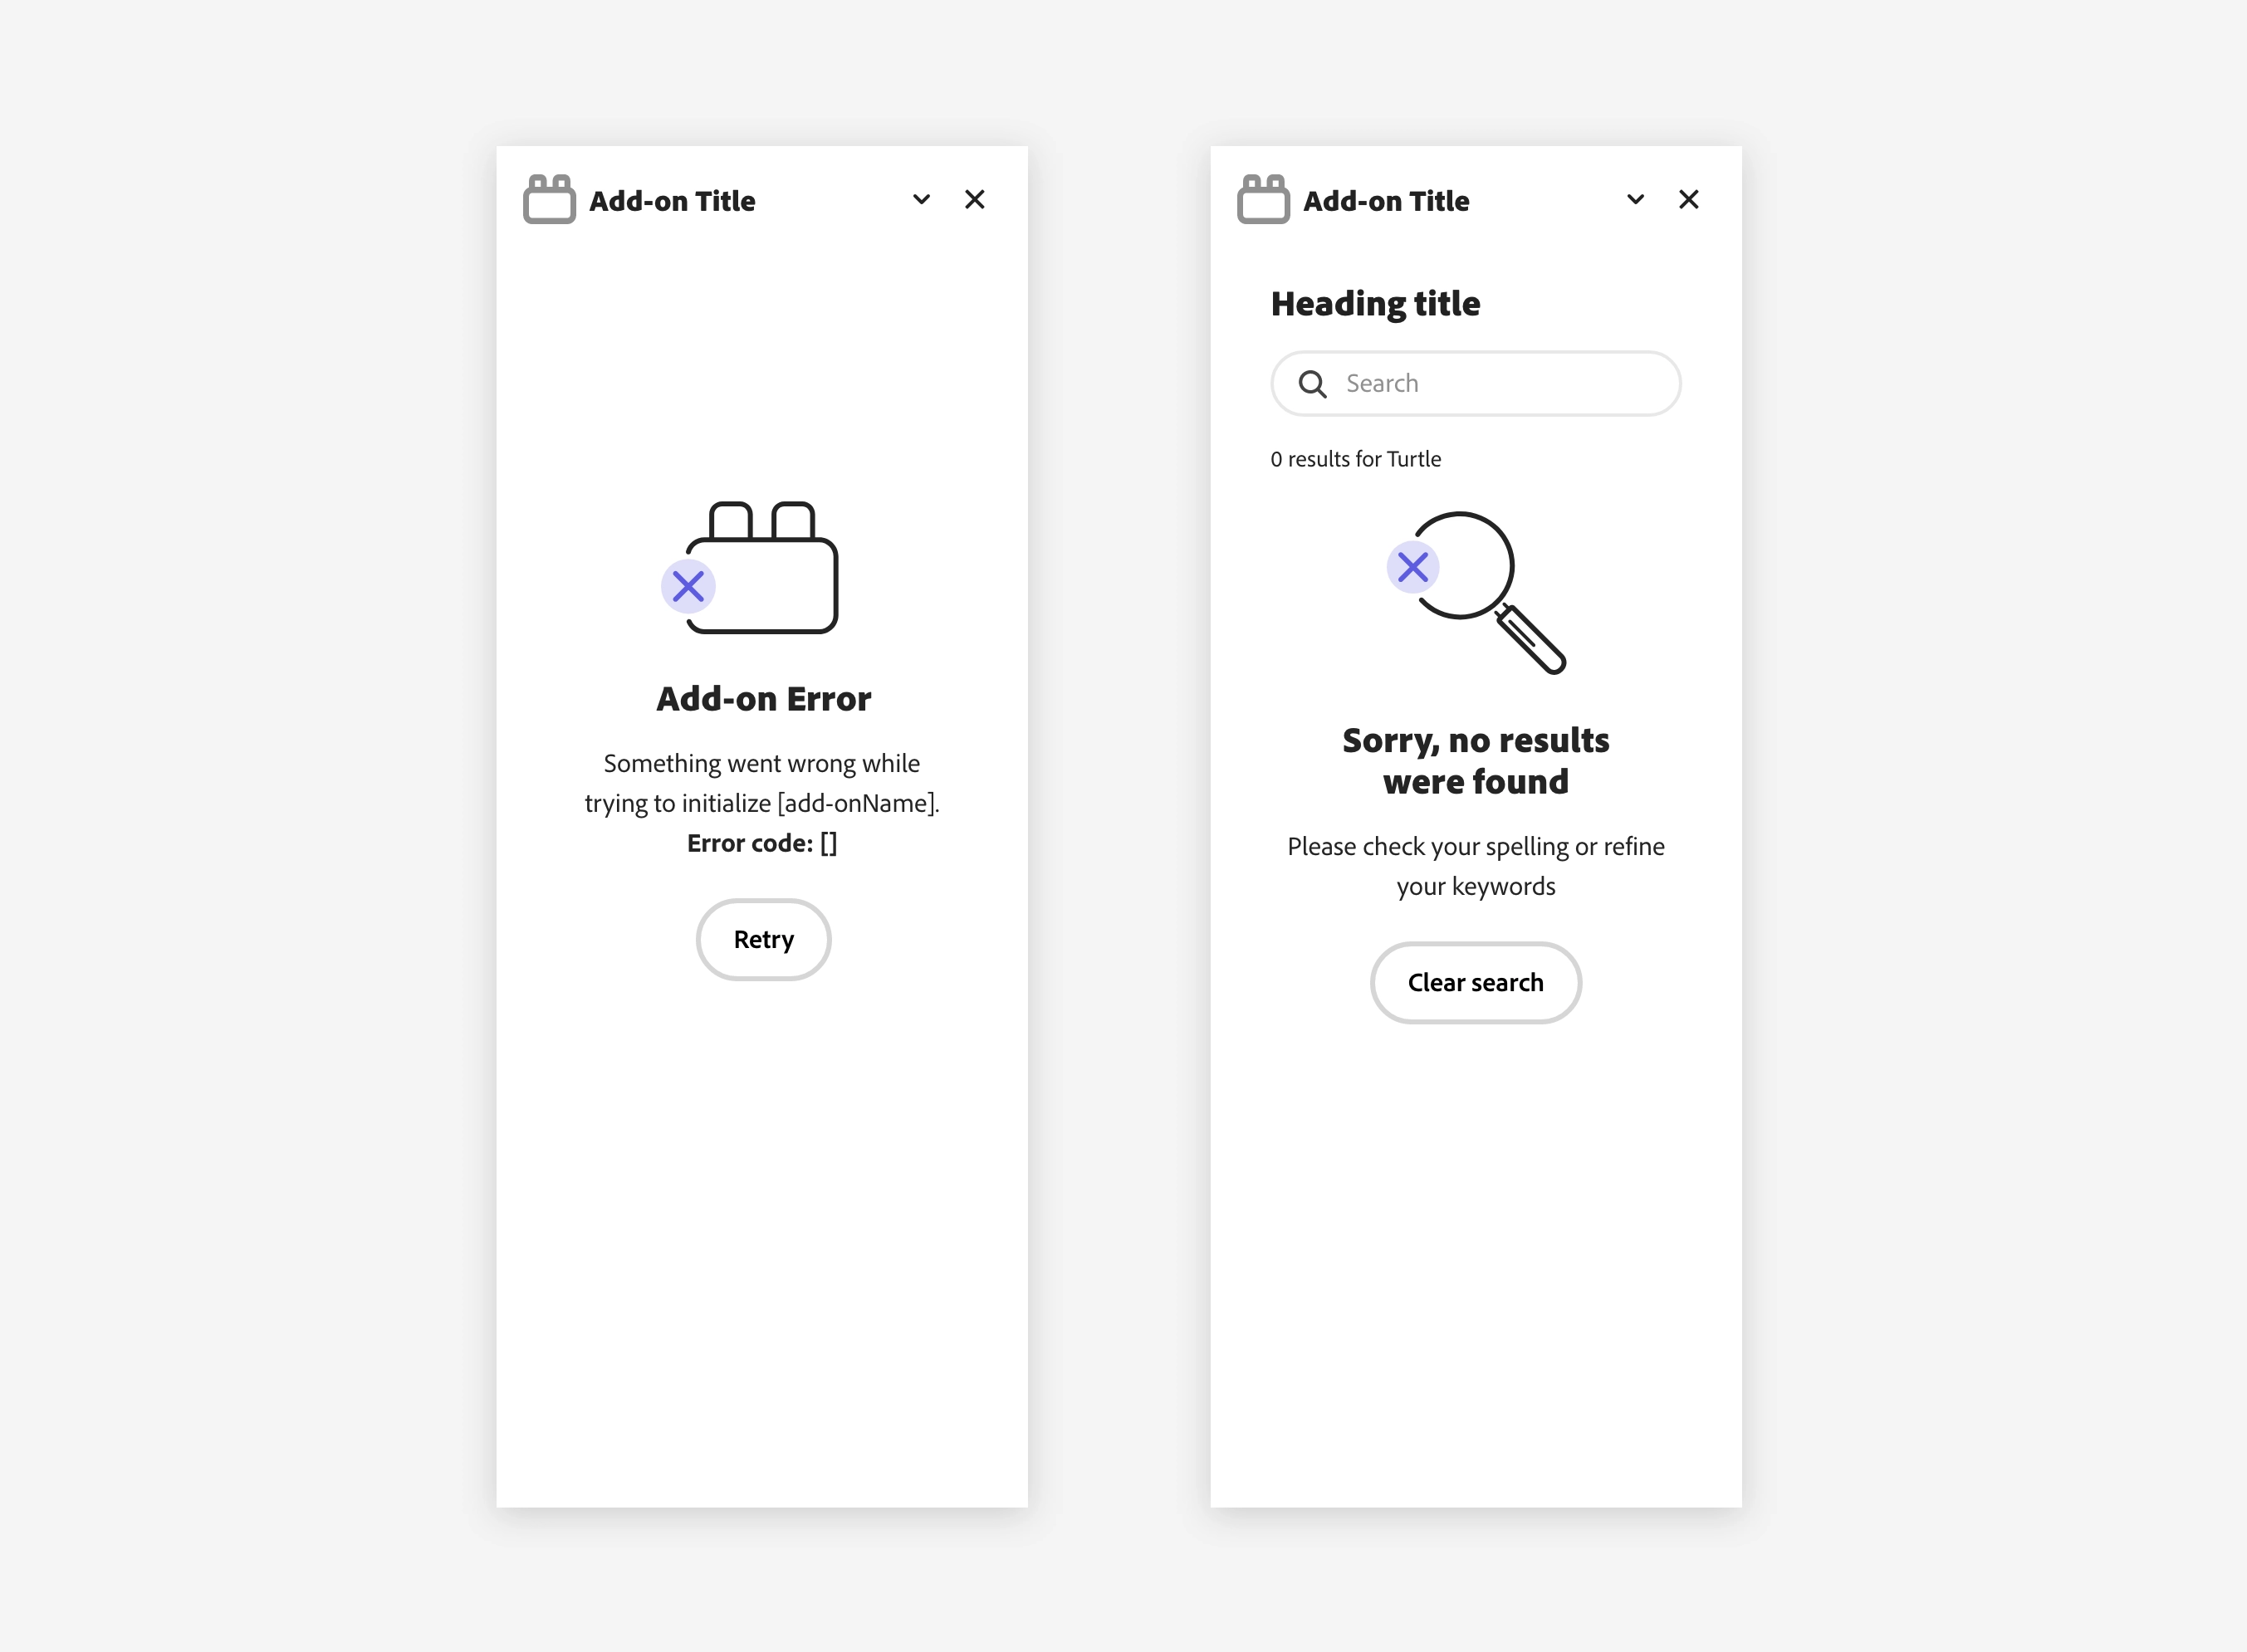 Add-on Title
Add-on Error
Something went wrong while
trying to initialize [add-onName].
Error code: []
Retry
Add-on Title
Heading title
Search
0 results for Turtle
Sorry, no results
were found
Please check your spelling or refine
your keywords
Clear search